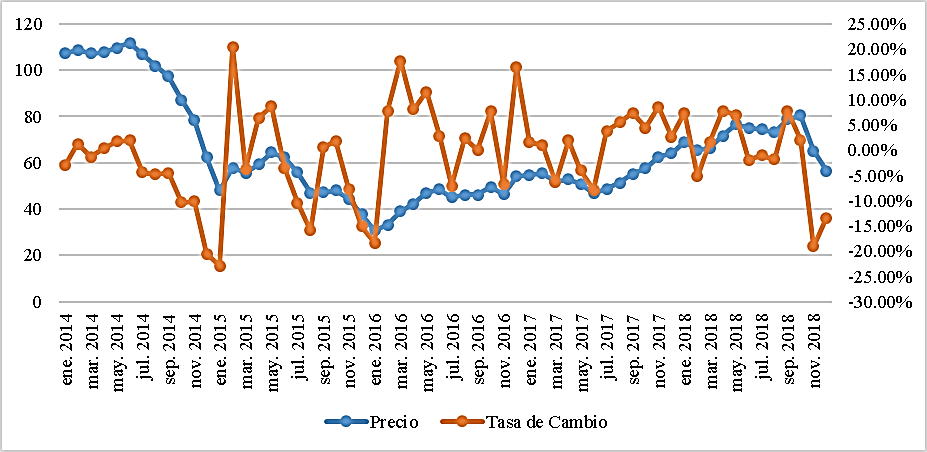 120
100
80
60
40
20
0
25.00%
20.00%
15.00%
10.00%
5.00%
0.00%
-5.00%
-10.00%
-15.00%
-20.00%
-25.00%
-30.00%
ene. 2014
mar. 2014
may. 2014
jul. 2014
sep. 2014
nov. 2014
ene. 2015
mar. 2015
may. 2015
jul. 2015
sep. 2015
nov. 2015
ene. 2016
mar. 2016
may. 2016
jul. 2016
sep. 2016
nov. 2016
ene. 2017
mar. 2017
may. 2017
jul. 2017
sep. 2017
nov. 2017
ene. 2018
mar. 2018
may. 2018
jul. 2018
sep. 2018
nov. 2018
Precio Tasa de Cambio